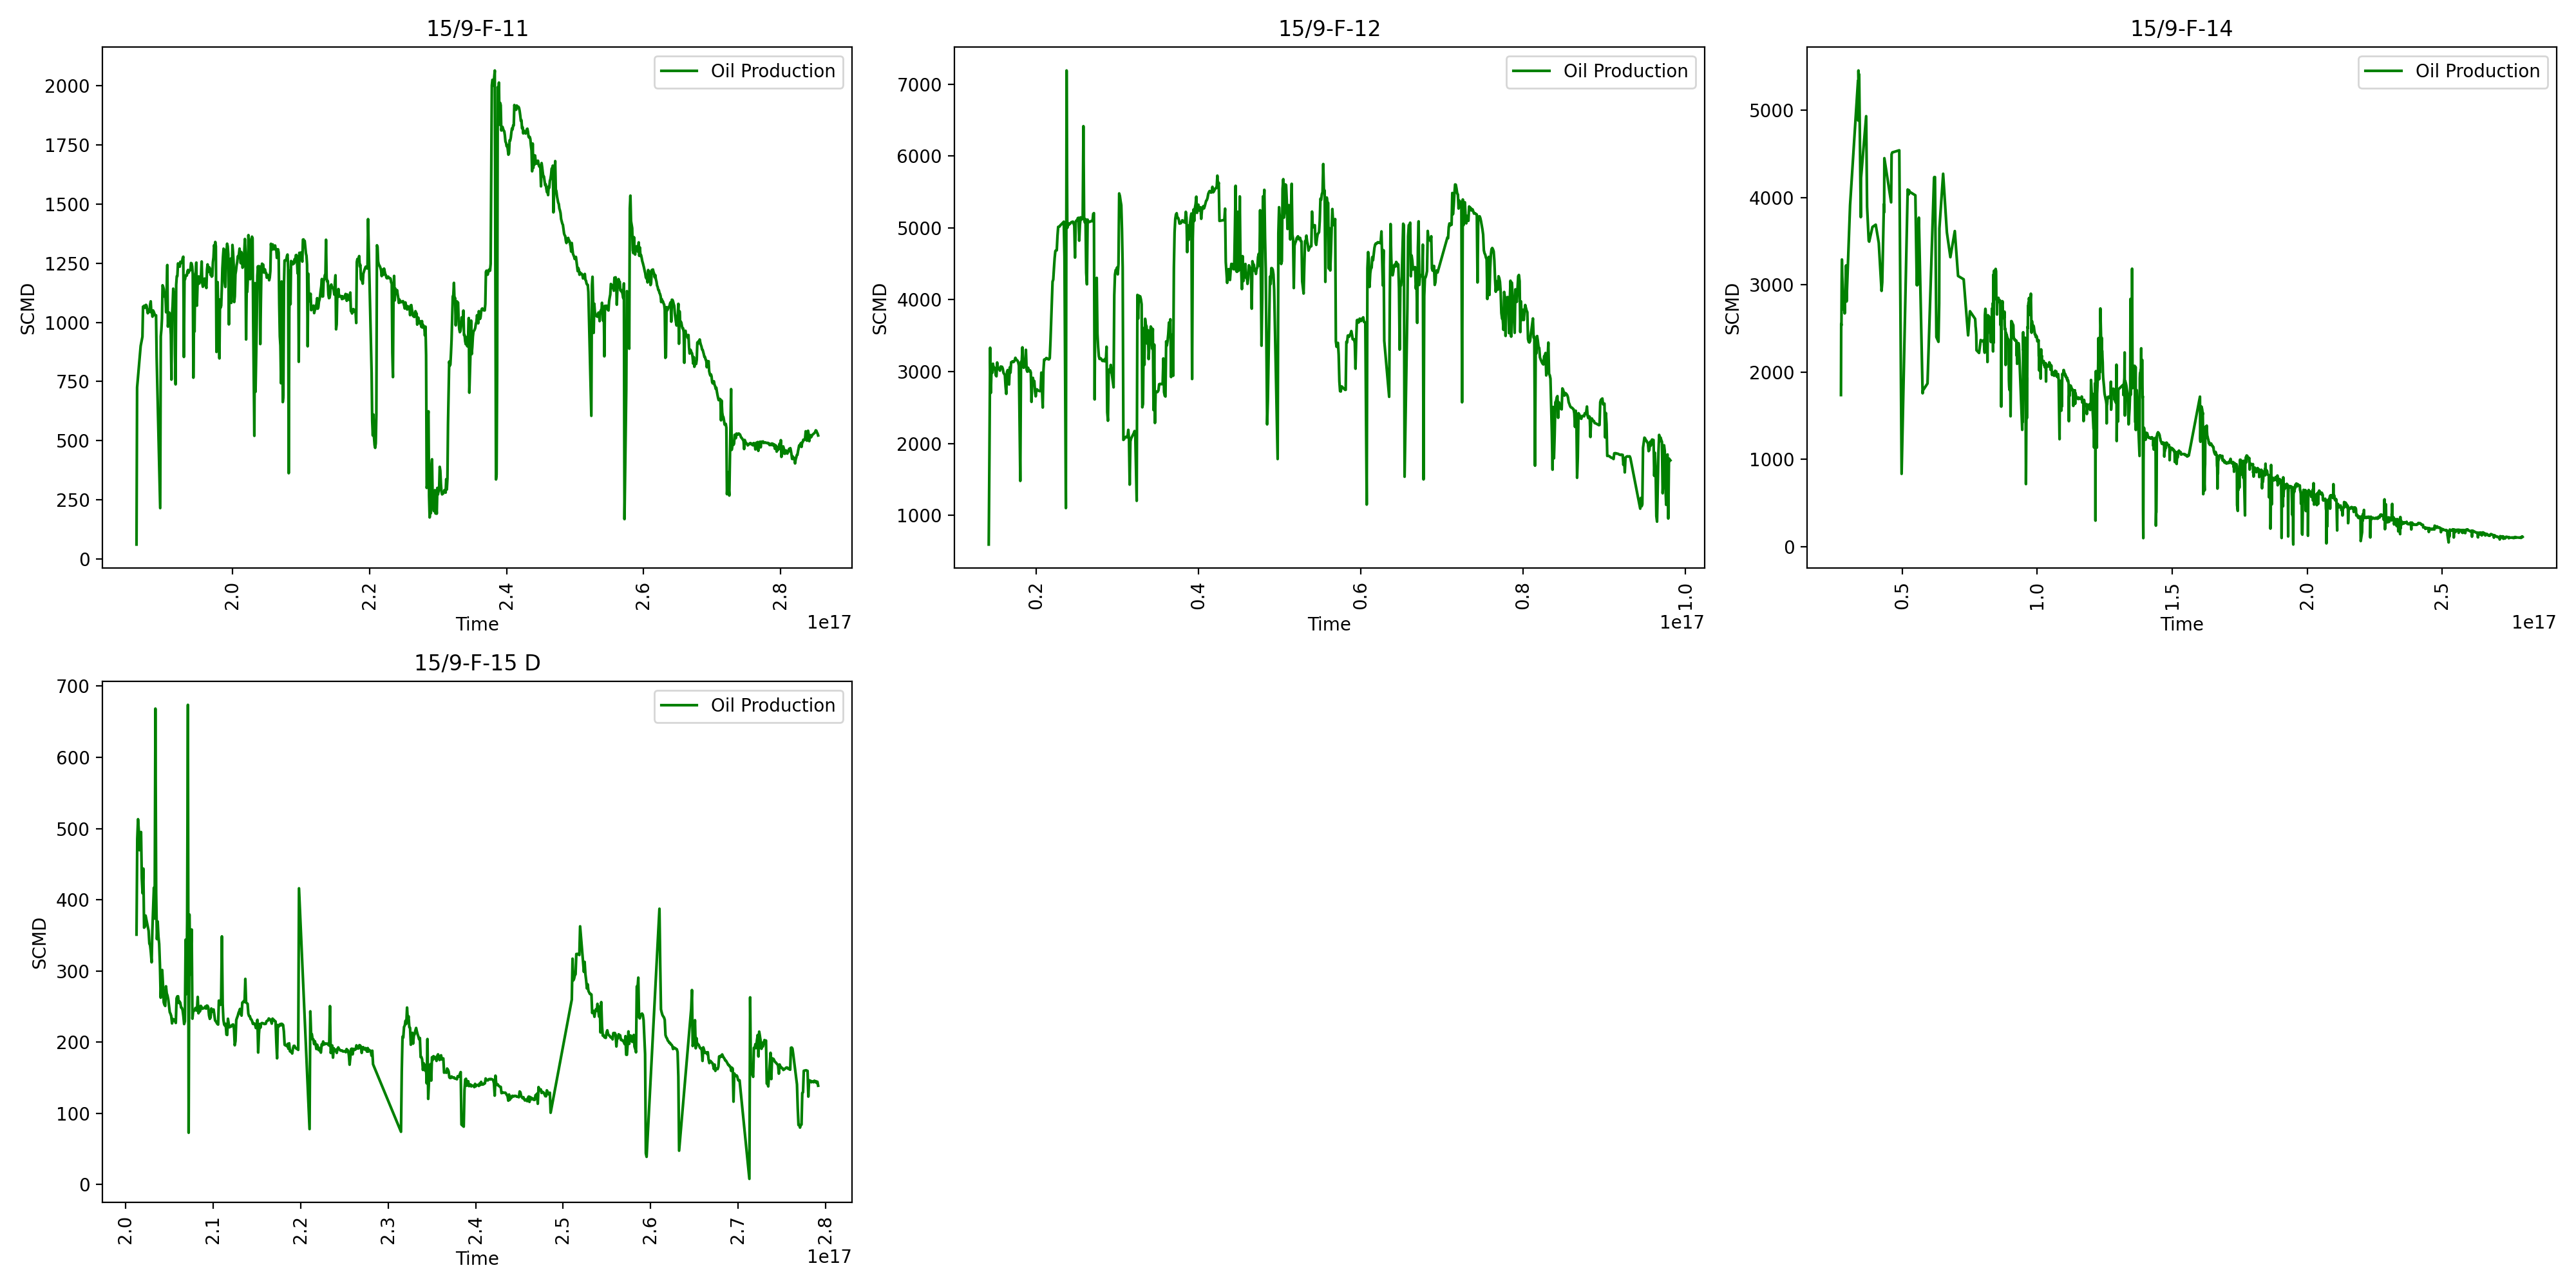 15/9-F-11
Oil Production
2000
1750
1500
1250
1000
750
500
250
0
SCMD
2.0
2.2
2.4
2.6
2.8
Time
1e17
15/9-F-12
Oil Production
7000
6000
5000
4000
3000
2000
1000
SCMD
0.2
0.4
0.6
0.8
1.0
Time
1e17
15/9-F-14
Oil Production
5000
4000
3000
2000
1000
0
SCMD
0.5
1.0
1.5
2.0
2.5
Time
1e17
15/9-F-15 D
Oil Production
700
600
500
400
300
200
100
0
SCMD
2.0
2.1
2.2
2.3
2.4
2.5
2.6
2.7
2.8
Time
1e17